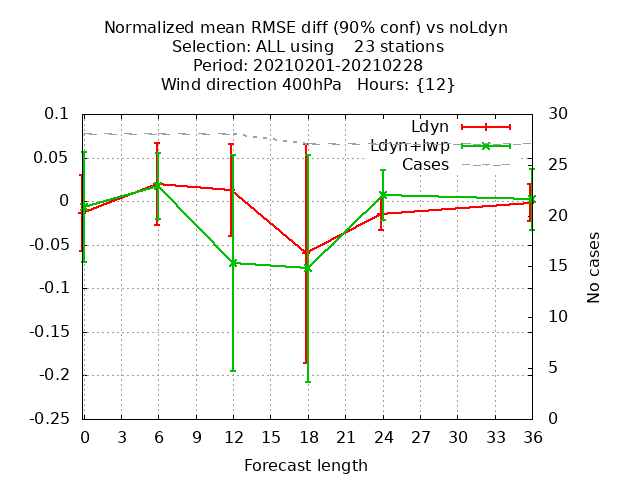 Normalized mean RMSE diff (90% conf) vs noLdyn
Selection: ALL using    23 stations
Period: 20210201-20210228
Wind direction 400hPa   Hours: {12}
0.1
0.05
0
-0.05
-0.1
-0.15
-0.2
-0.25
Ldyn
Ldyn+lwp
Cases
30
25
20
15
10
5
0
No cases
0 3 6 9 12 15 18 21 24 27 30 33 36
Forecast length